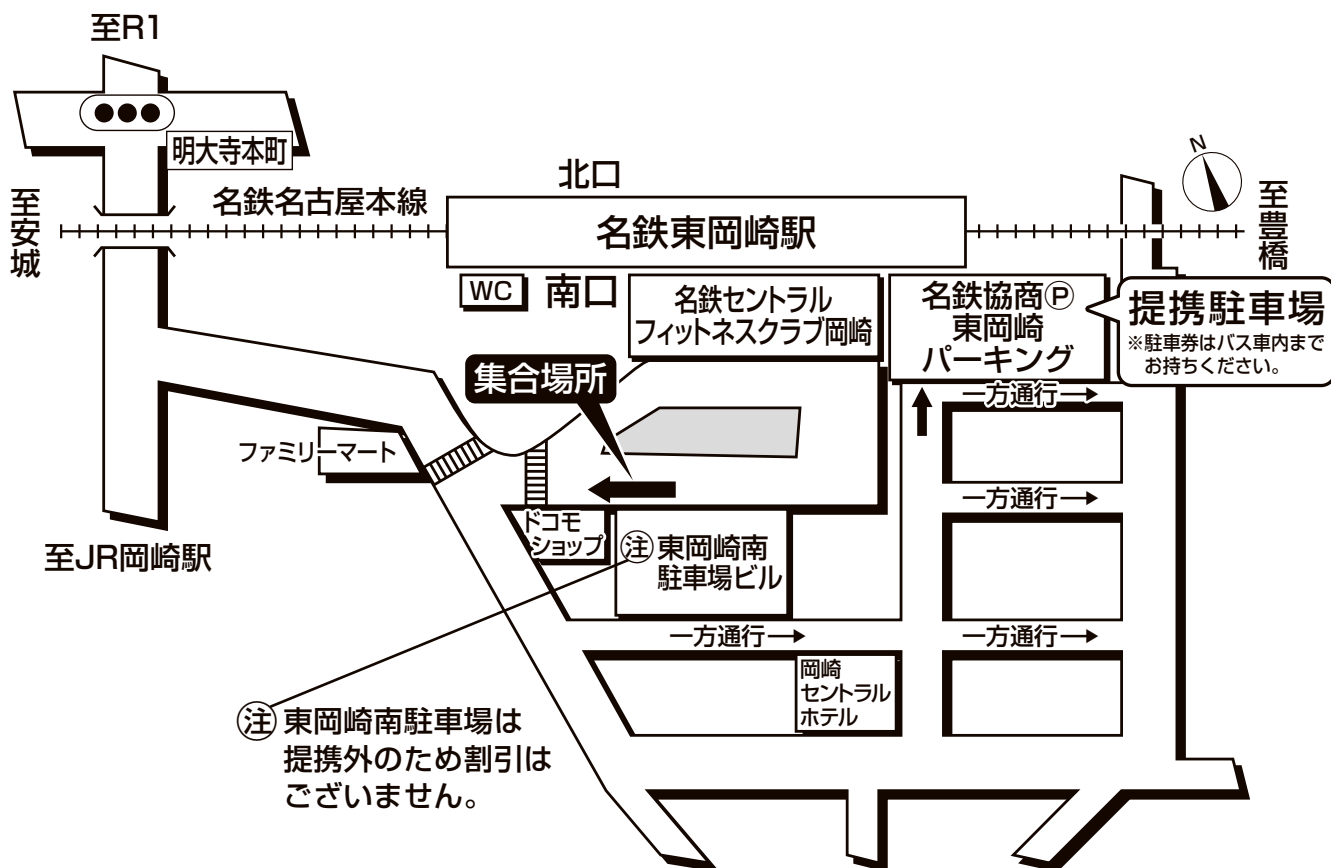 至R1
明大寺本町
至安城
名鉄名古屋本線
北口
名鉄東岡崎駅
N
至豊橋
WC
南口
名鉄セントラル
フィットネスクラブ岡崎
名鉄協商Ⓟ
東岡崎
パーキング
提携駐車場
※駐車券はバス車内まで
お持ちください。
集合場所
一方通行→
ファミリーマート
一方通行→
ドコモ
ショップ
㊟東岡崎南
駐車場ビル
至JR岡崎駅
一方通行→
一方通行→
岡崎
セントラル
ホテル
㊟東岡崎南駐車場は
提携外のため割引は
ございません。